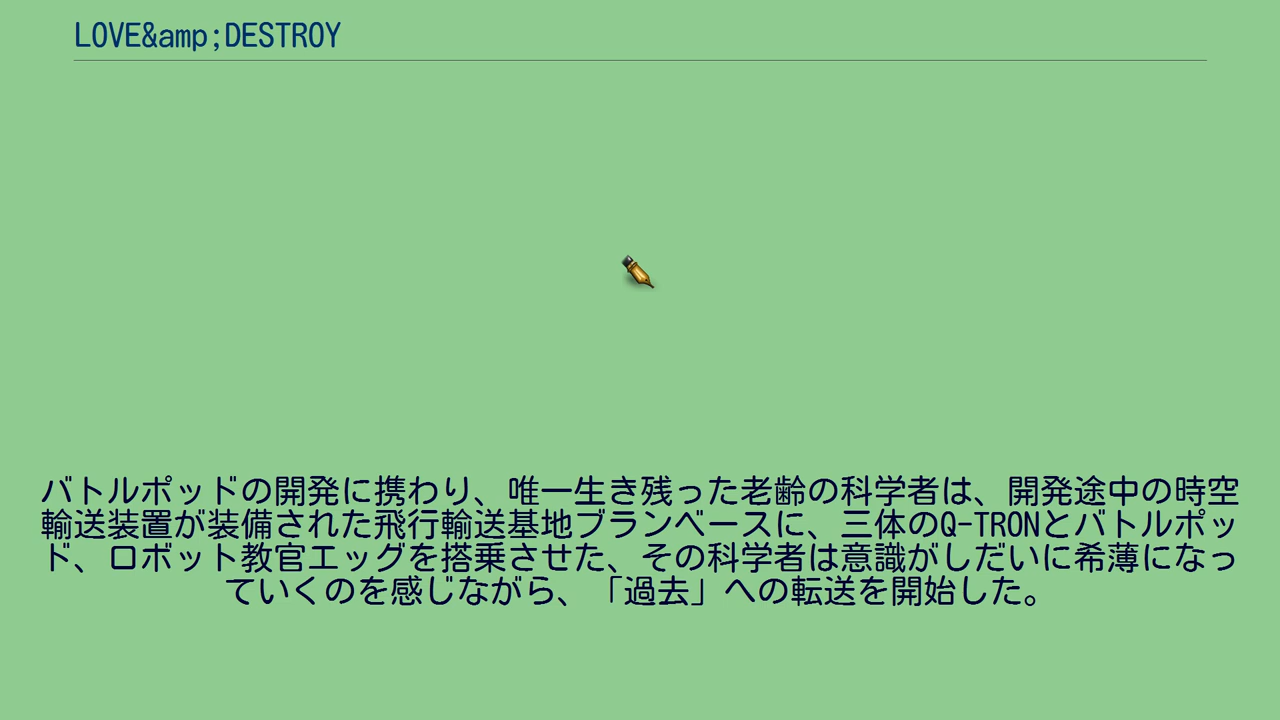 LOVE&amp;DESTROY
バトルポッドの開発に携わり、唯一生き残った老齢の科学者は、開発途中の時空
輸送装置が装備された飛行輸送基地ブランベースに、三体のQ-TRONとバトルポッ
ド、ロボット教官エッグを搭乗させた、その科学者は意識がしだいに希薄になっ
ていくのを感じながら、「過去」への転送を開始した。